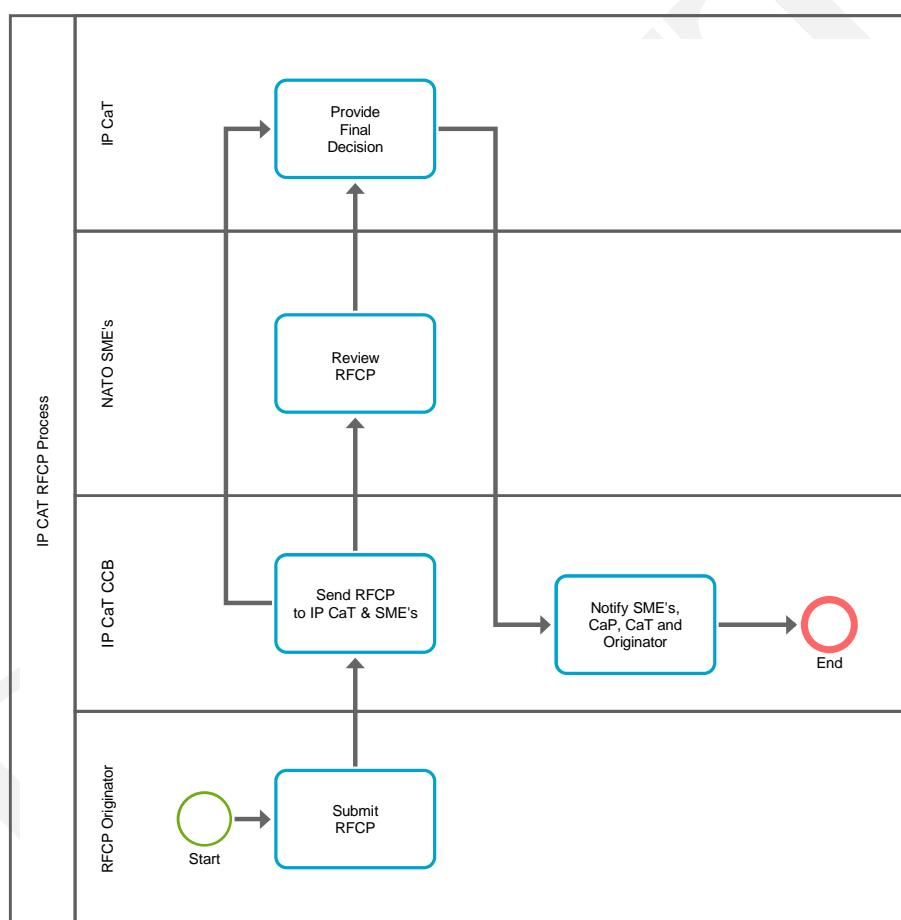 IP CAT RFCP Process
IP CaT
Provide
Final
Decision
NATO SME's
Review
RFCP
IP CaT CCB
Send RFCP
to IP CaT & SME's
Notify SME's,
CaP, CaT and
Originator
End
RFCP Originator
Start
Submit
RFCP